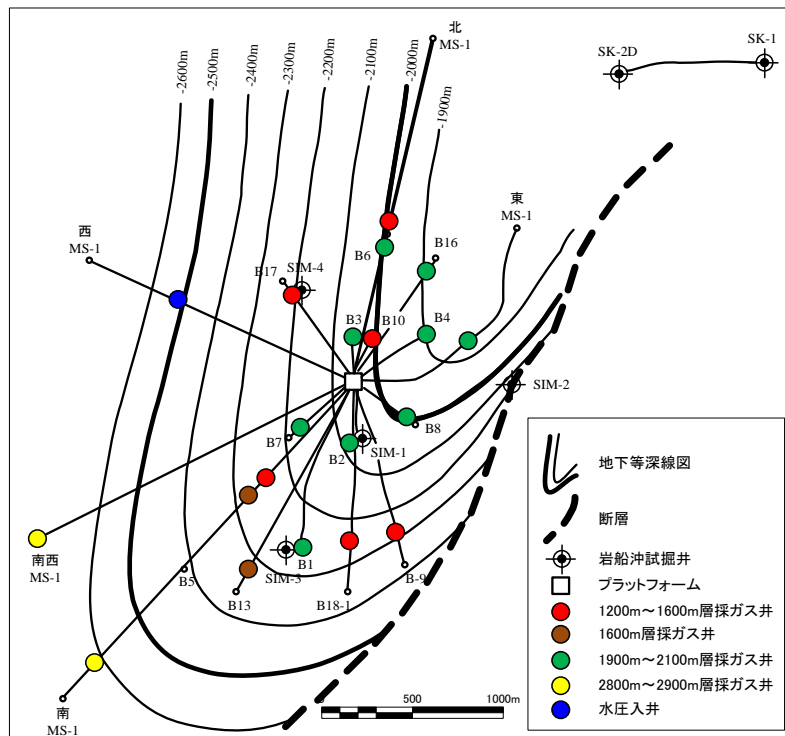 北
MS-1
SK-2D
SK-1
-2600m
-2500m
-2400m
-2300m
-2200m
-2100m
-2000m
-1900m
東
MS-1
西
MS-1
B6
B16
B17
SIM-4
B3
B10
B4
SIM-2
B7
B2
SIM-1
B8
南西
MS-1
B5
SIM-3
B1
B13
B18-1
B-9
南
MS-1
0
500
1000m
地下等深線図
断層
岩船沖試掘井
プラットフォーム
1200m～1600m層採ガス井
1600m層採ガス井
1900m～2100m層採ガス井
2800m～2900m層採ガス井
水圧入井